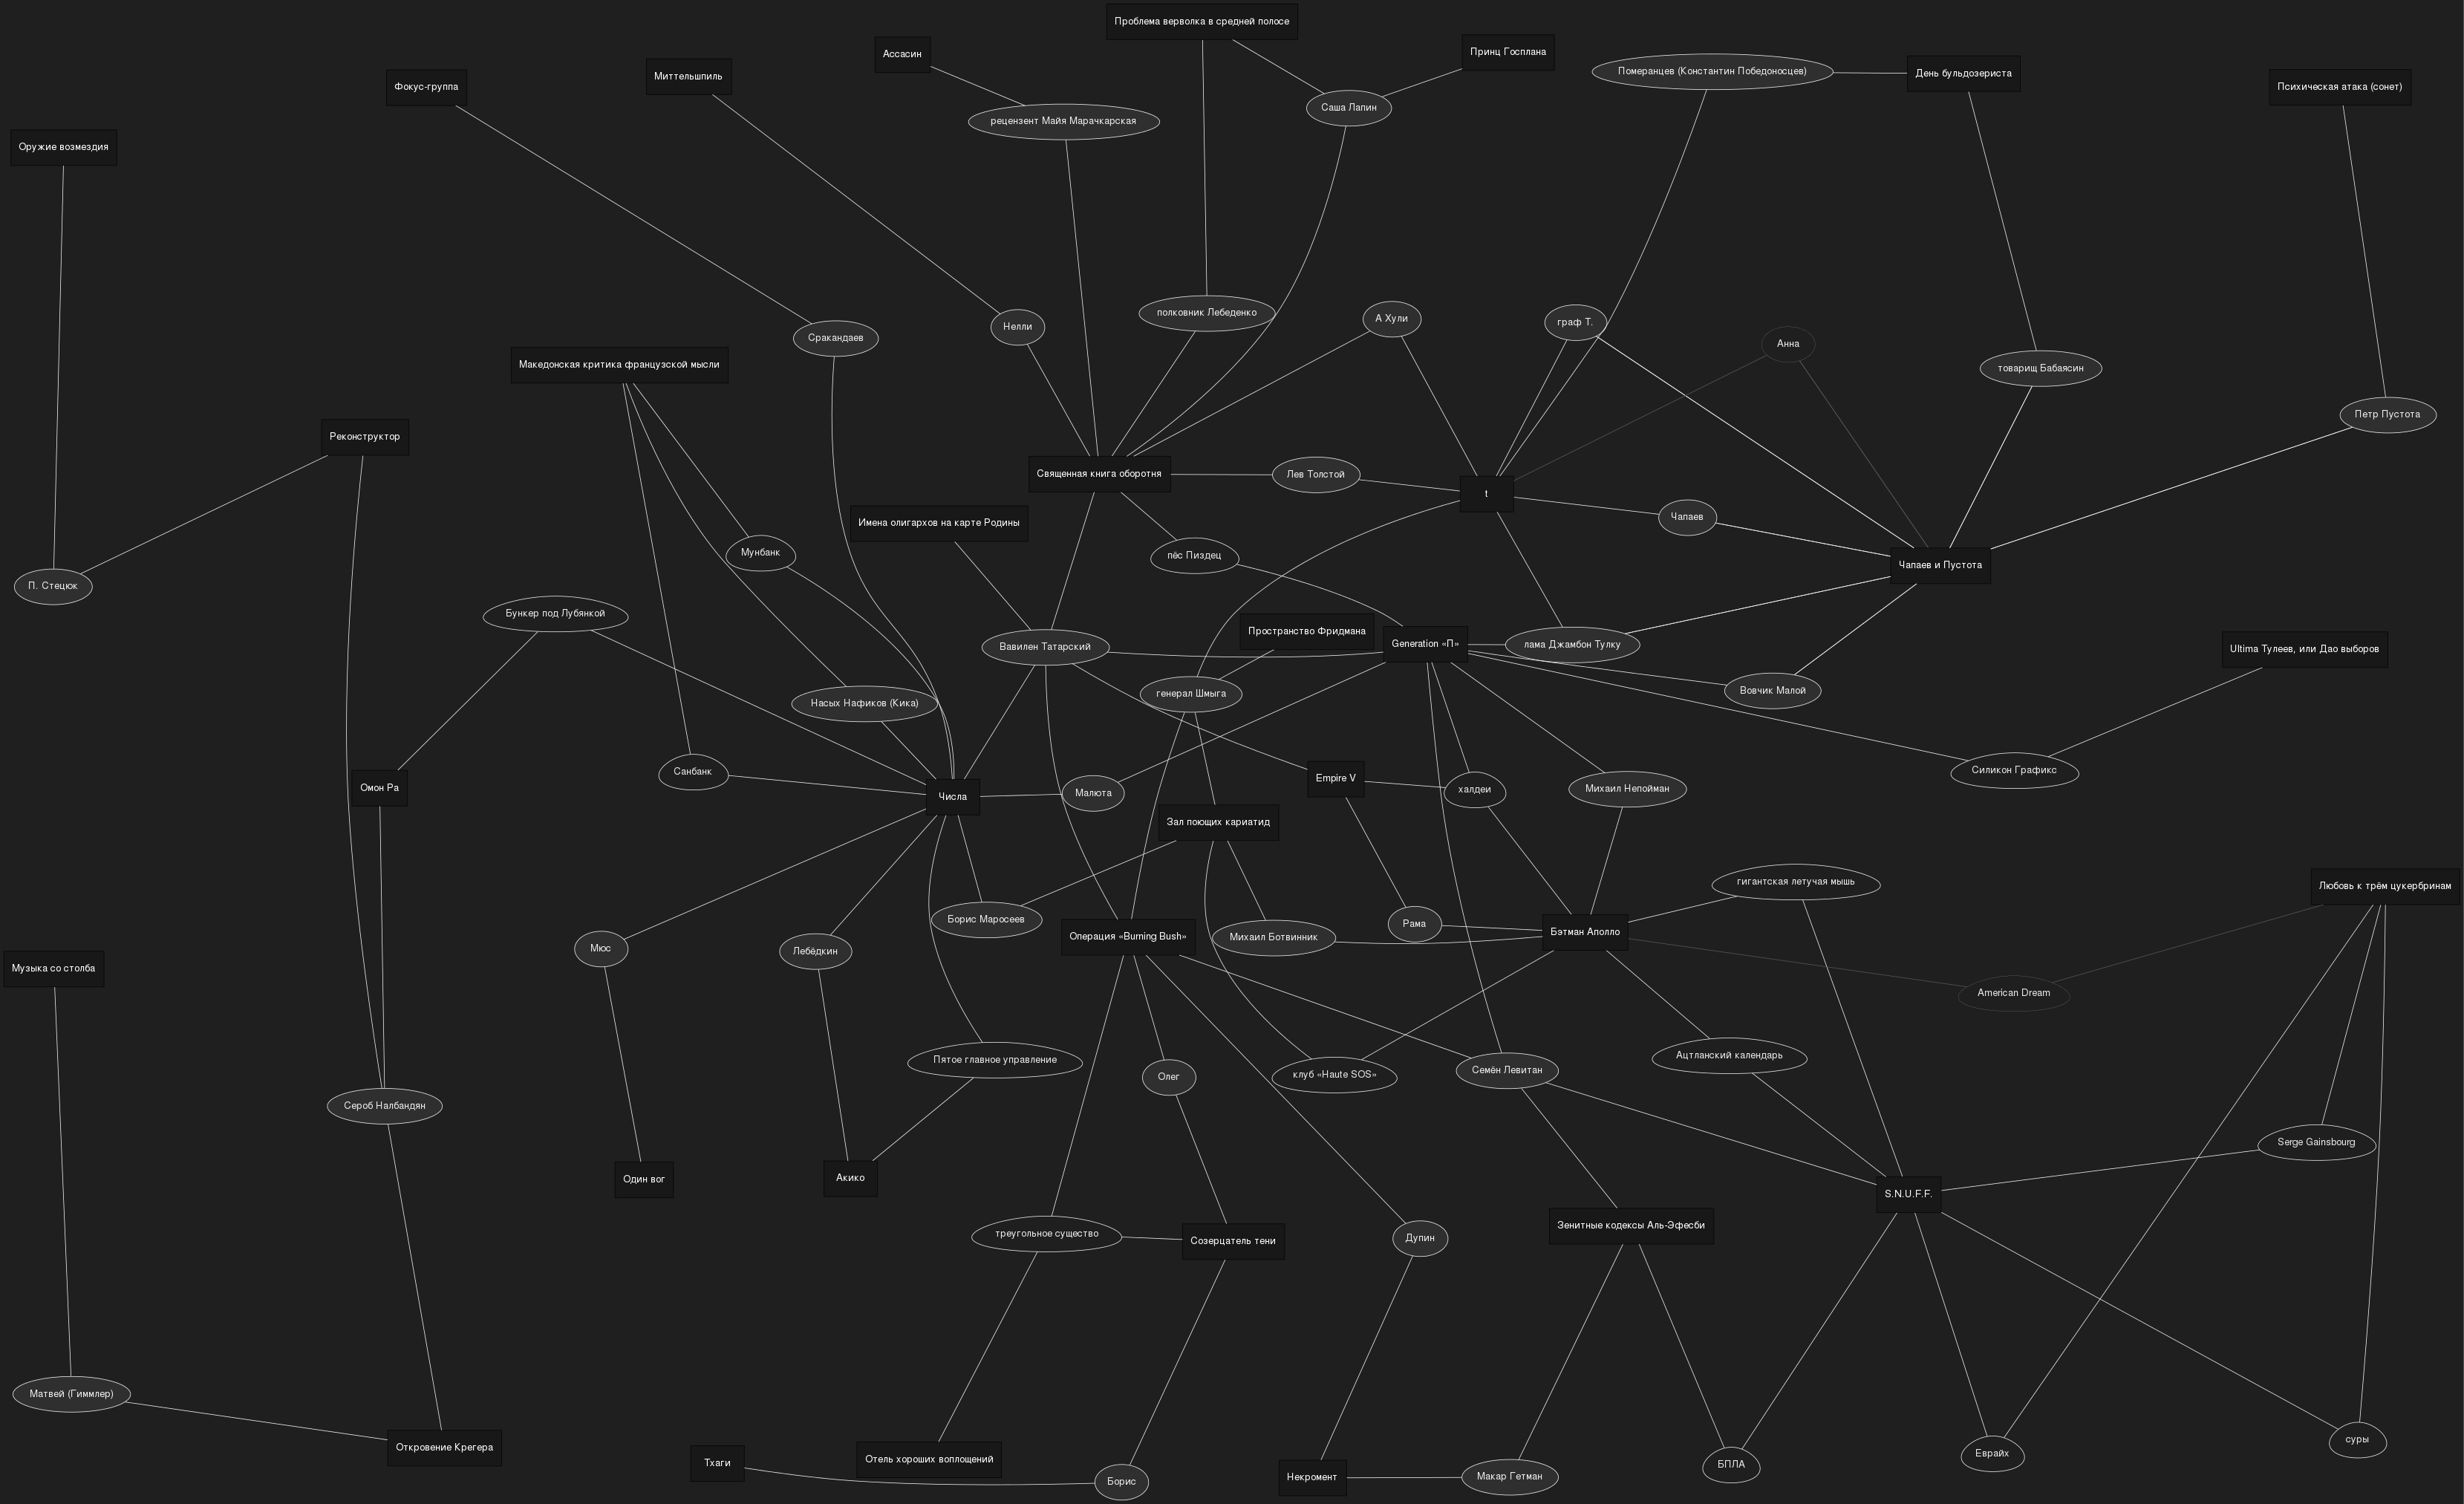 Проблема верволка в средней полосе
Ассасин
Принц Госплана
Миттельшпиль
Померанцев (Константин Победоносцев)
День бульдозериста
Фокус-группа
Психическая атака (сонет)
Саша Лапин
рецензент Майя Марачкарская
Оружие возмездия
полковник Лебеденко
А Хули
граф Т.
Нелли
Сракандаев
Анна
Македонская критика французской мысли
товарищ Бабаясин
Петр Пустота
Реконструктор
Священная книга оборотня
Лев Толстой
t
Чапаев
Имена олигархов на карте Родины
Мунбанк
пёс Пиздец
Чапаев и Пустота
П. Стецюк
Бункер под Лубянкой
Пространство Фридмана
Вавилен Татарский
Generation «П»
лама Джамбон Тулку
Ultima Тулеев, или Дао выборов
генерал Шмыга
Вовчик Малой
Насых Нафиков (Кика)
Санбанк
Силикон Графикс
Empire V
Омон Ра
Числа
Малюта
халдеи
Михаил Непойман
Зал поющих кариатид
гигантская летучая мышь
Любовь к трём цукербринам
Борис Маросеев
Рама
Бэтман Аполло
Операция «Burning Bush»
Михаил Ботвинник
Мюс
Лебёдкин
Музыка со столба
American Dream
Пятое главное управление
Ацтланский календарь
Олег
клуб «Haute SOS»
Семён Левитан
Сероб Налбандян
Serge Gainsbourg
Один вог
Акико
S.N.U.F.F.
треугольное существо
Созерцатель тени
Дупин
Зенитные кодексы Аль-Эфесби
Матвей (Гиммлер)
Откровение Крегера
Отель хороших воплощений
Тхаги
Борис
Некромент
Макар Гетман
БПЛА
Еврайх
суры